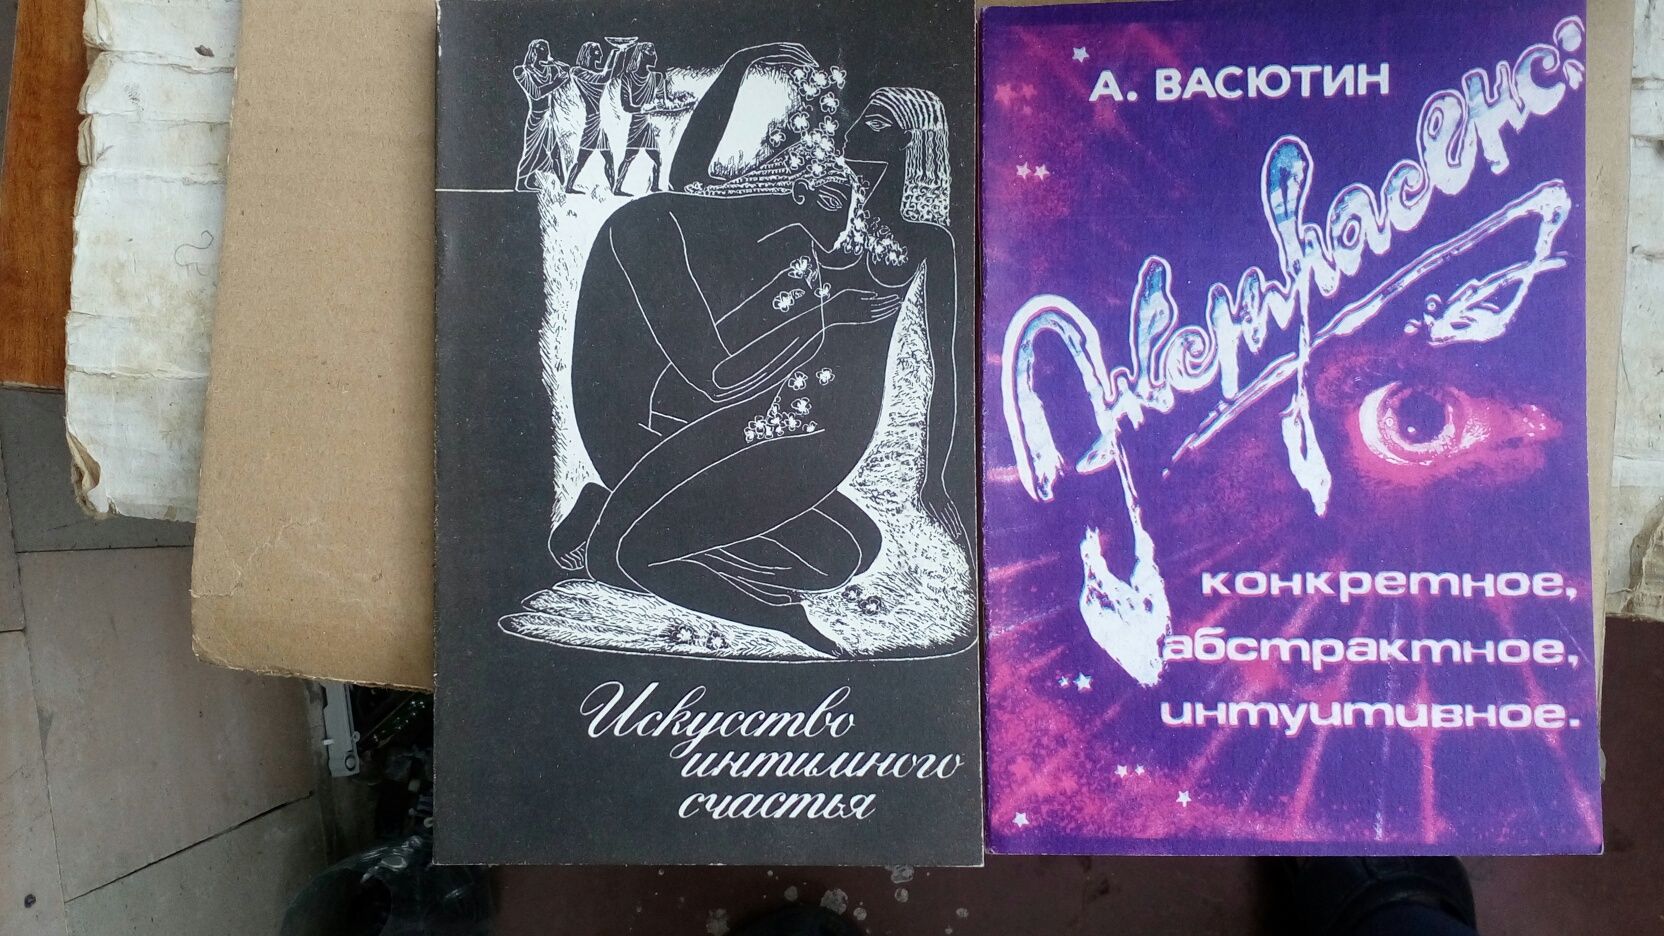 Искусство
интимного
счастья
А. ВАСЮТИН
Экстрасенс:
конкретное,
абстрактное,
интуитивное.